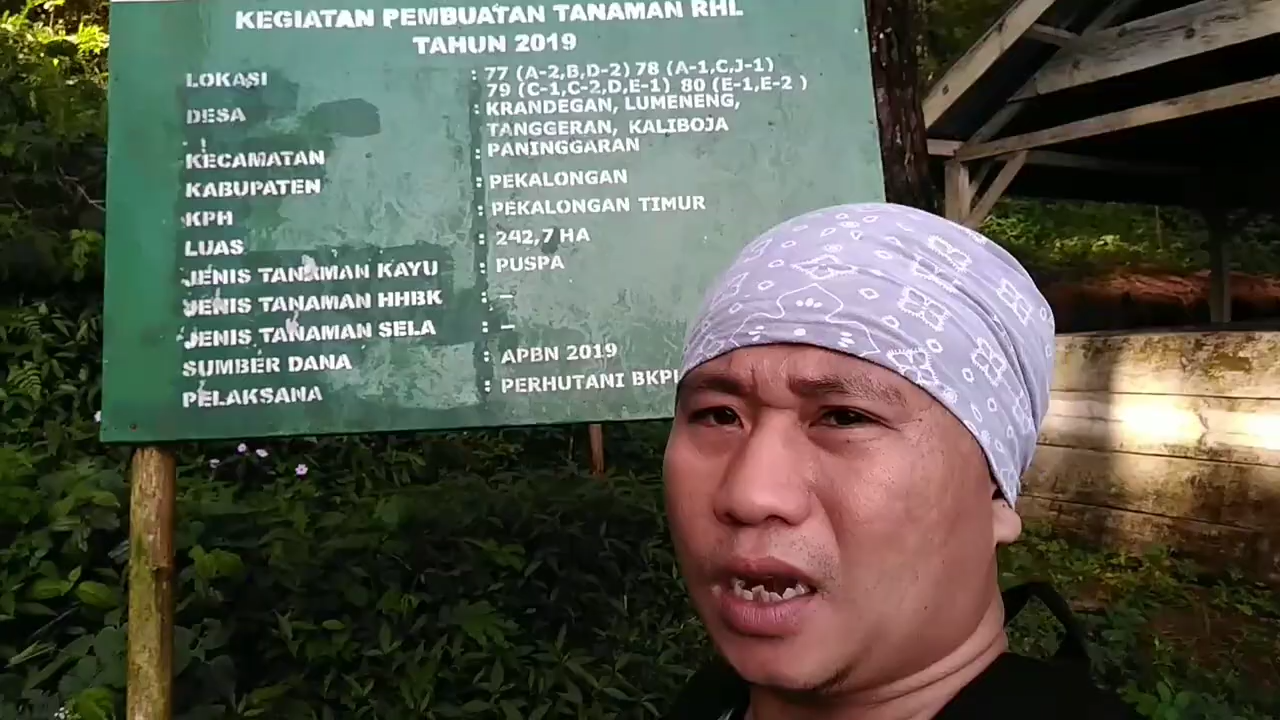 KEGIATAN PEMBUATAN TANAMAN RHL
TAHUN 2019
LOKASI : 77 (A-2,B,D-2) 78 (A-1,C,J-1)
79 (C-1,C-2,D,E-1) 80 (E-1,E-2 )
DESA : KRANDEGAN, LUMENENG,
TANGGERAN, KALIBOJA
KECAMATAN : PANINGGARAN
KABUPATEN : PEKALONGAN
KPH : PEKALONGAN TIMUR
LUAS : 242,7 HA
JENIS TANAMAN KAYU : PUSPA
JENIS TANAMAN HHBK : –
JENIS TANAMAN SELA : –
SUMBER DANA : APBN 2019
PELAKSANA : PERHUTANI